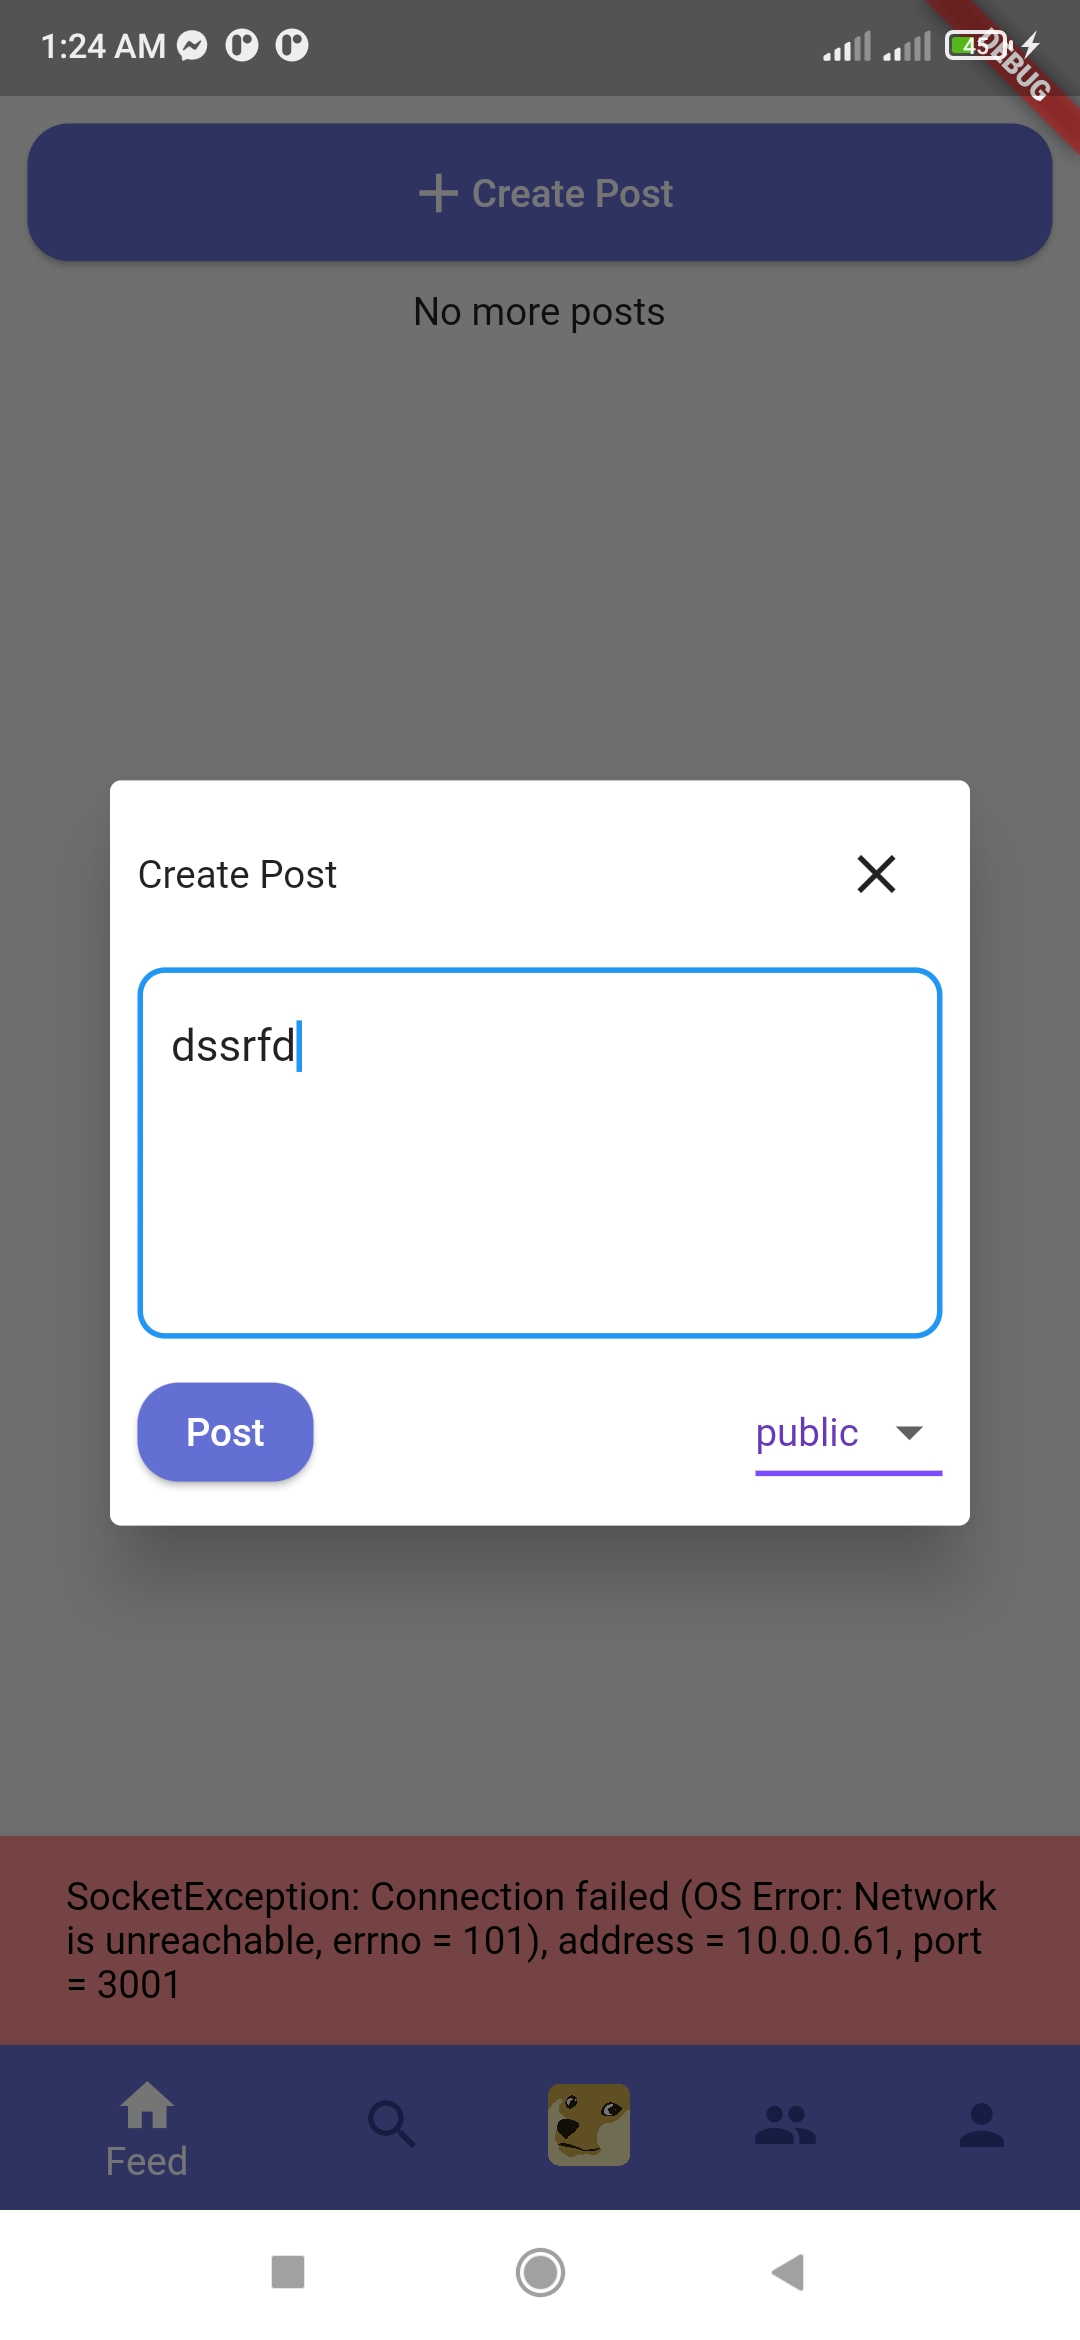 1:24 AM
45
DEBUG
Create Post
No more posts
Create Post
dssrfd
Post
public
SocketException: Connection failed (OS Error: Network
is unreachable, errno = 101), address = 10.0.0.61, port
= 3001
Feed